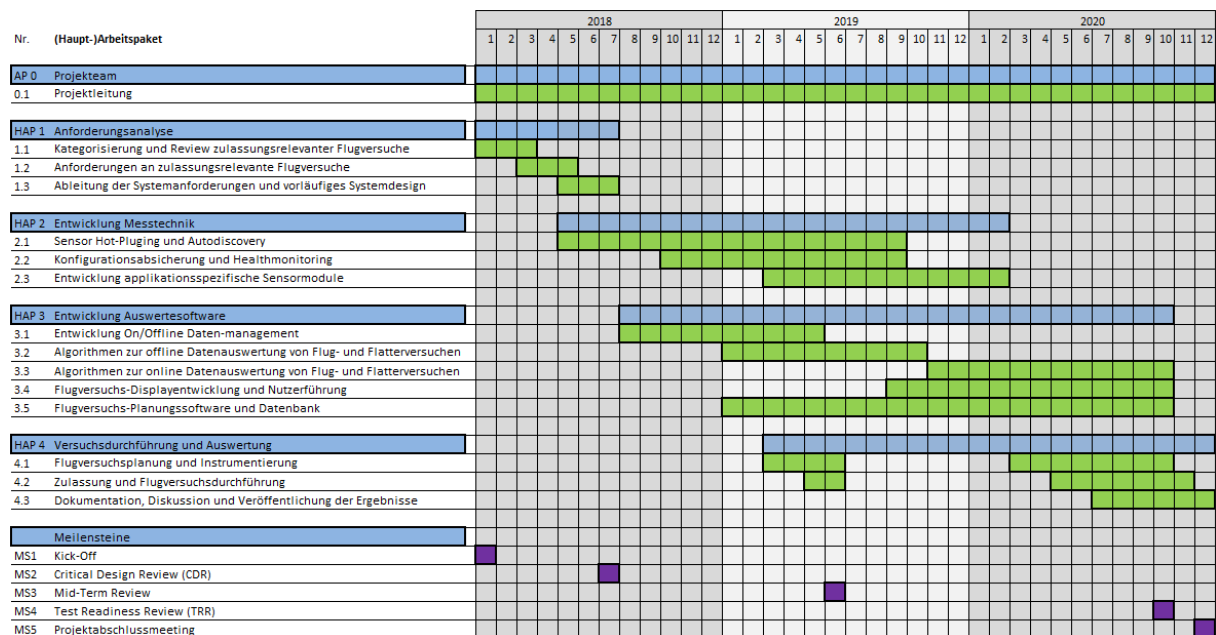 2018 2019 2020
Nr. (Haupt-)Arbeitspaket 1 2 3 4 5 6 7 8 9 10 11 12 1 2 3 4 5 6 7 8 9 10 11 12 1 2 3 4 5 6 7 8 9 10 11 12
AP 0 Projekteam
0.1 Projektleitung
HAP 1 Anforderungsanalyse
1.1 Kategorisierung und Review zulassungsrelevanter Flugversuche
1.2 Anforderungen an zulassungsrelevante Flugversuche
1.3 Ableitung der Systemanforderungen und vorläufiges Systemdesign
HAP 2 Entwicklung Messtechnik
2.1 Sensor Hot-Pluging und Autodiscovery
2.2 Konfigurationsabsicherung und Healthmonitoring
2.3 Entwicklung applikationsspezifische Sensormodule
HAP 3 Entwicklung Auswertesoftware
3.1 Entwicklung On/Offline Daten-management
3.2 Algorithmen zur offline Datenauswertung von Flug- und Flatterversuchen
3.3 Algorithmen zur online Datenauswertung von Flug- und Flatterversuchen
3.4 Flugversuchs-Displayentwicklung und Nutzerführung
3.5 Flugversuchs-Planungssoftware und Datenbank
HAP 4 Versuchsdurchführung und Auswertung
4.1 Flugversuchsplanung und Instrumentierung
4.2 Zulassung und Flugversuchsdurchführung
4.3 Dokumentation, Diskussion und Veröffentlichung der Ergebnisse
Meilensteine
MS1 Kick-Off
MS2 Critical Design Review (CDR)
MS3 Mid-Term Review
MS4 Test Readiness Review (TRR)
MS5 Projektabschlussmeeting